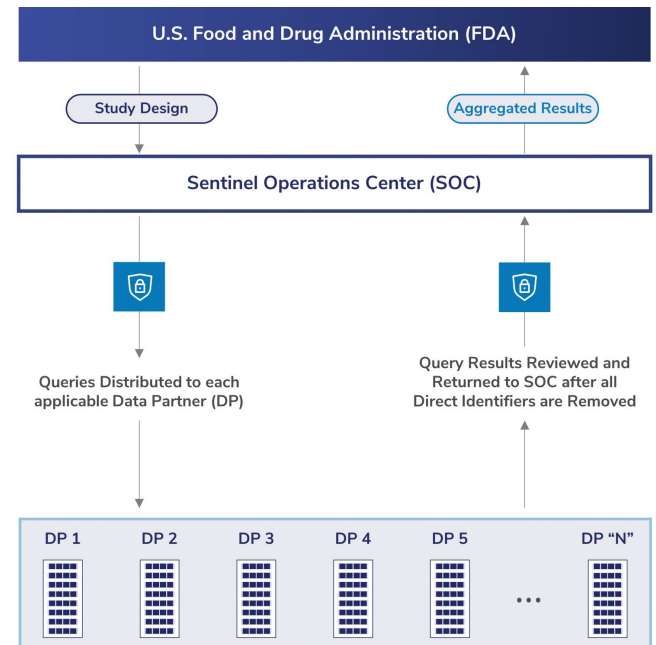 U.S. Food and Drug Administration (FDA)
Study Design
Aggregated Results
Sentinel Operations Center (SOC)
Queries Distributed to each
applicable Data Partner (DP)
Query Results Reviewed and
Returned to SOC after all
Direct Identifiers are Removed
DP 1
DP 2
DP 3
DP 4
DP 5
DP “N”
...